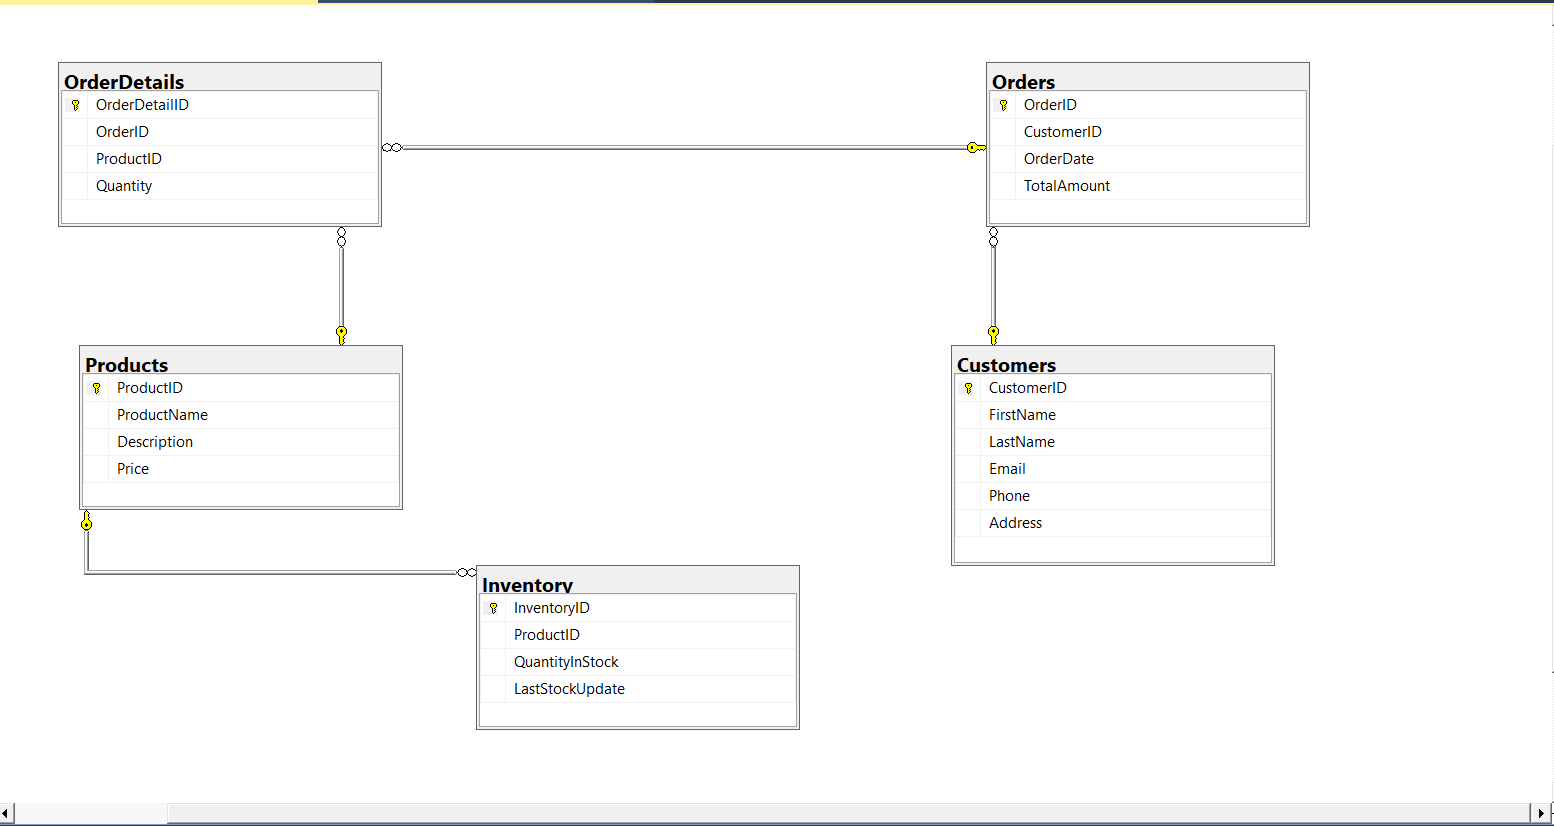 OrderDetails
OrderDetailID
OrderID
ProductID
Quantity
Orders
OrderID
CustomerID
OrderDate
TotalAmount
Products
ProductID
ProductName
Description
Price
Customers
CustomerID
FirstName
LastName
Email
Phone
Address
Inventory
InventoryID
ProductID
QuantityInStock
LastStockUpdate